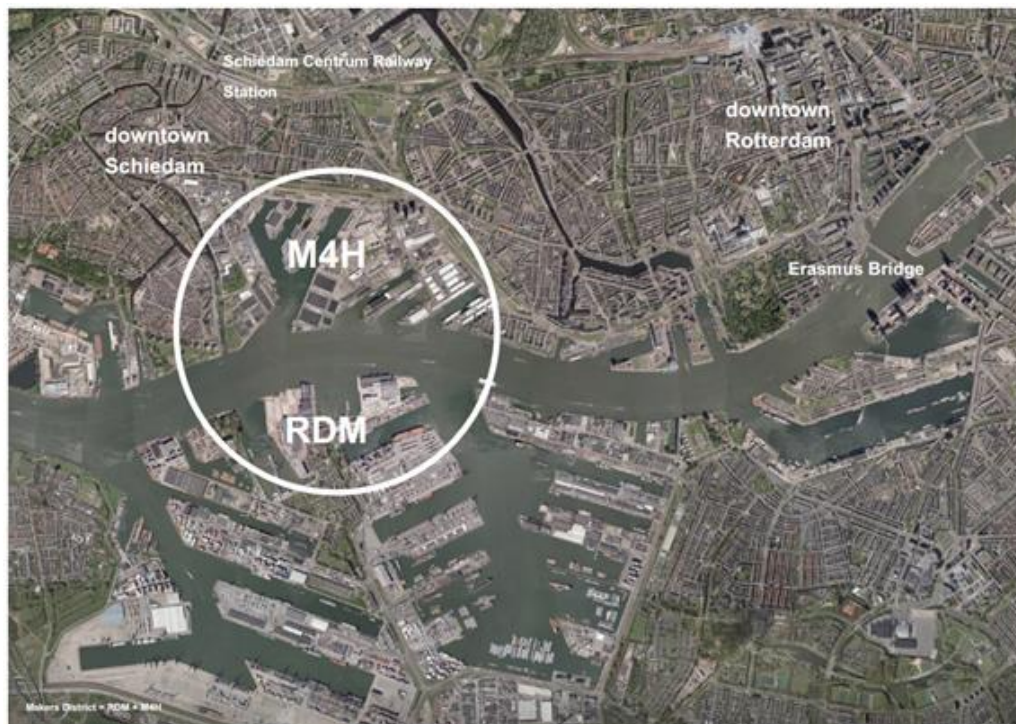 Schiedam Centrum Railway
Station
downtown
Schiedam
downtown
Rotterdam
M4H
Erasmus Bridge
RDM
Makers District = RDM + M4H